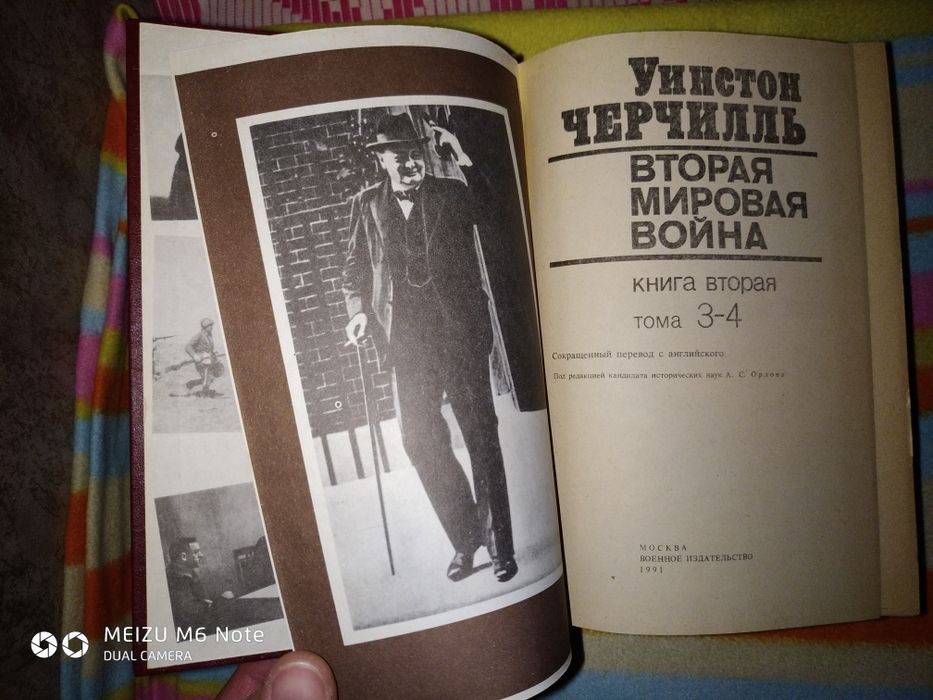 Уинстон
ЧЕРЧИЛЛЬ
ВТОРАЯ
МИРОВАЯ
ВОЙНА
книга вторая
тома 3-4
Сокращенный перевод с английского
Под редакцией кандидата исторических наук А. С. Орлова
МОСКВА
ВОЕННОЕ ИЗДАТЕЛЬСТВО
1991
MEIZU M6 Note
DUAL CAMERA